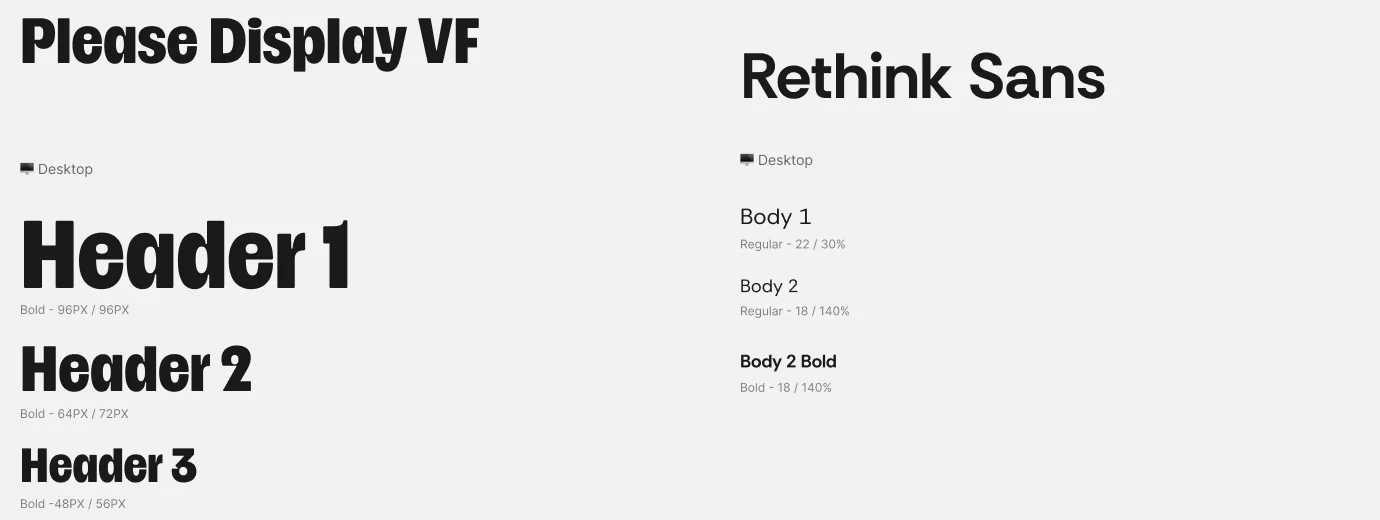 Please Display VF
Desktop
Header 1
Bold - 96PX / 96PX
Header 2
Bold - 64PX / 72PX
Header 3
Bold -48PX / 56PX
Rethink Sans
Desktop
Body 1
Regular - 22 / 30%
Body 2
Regular - 18 / 140%
Body 2 Bold
Bold - 18 / 140%